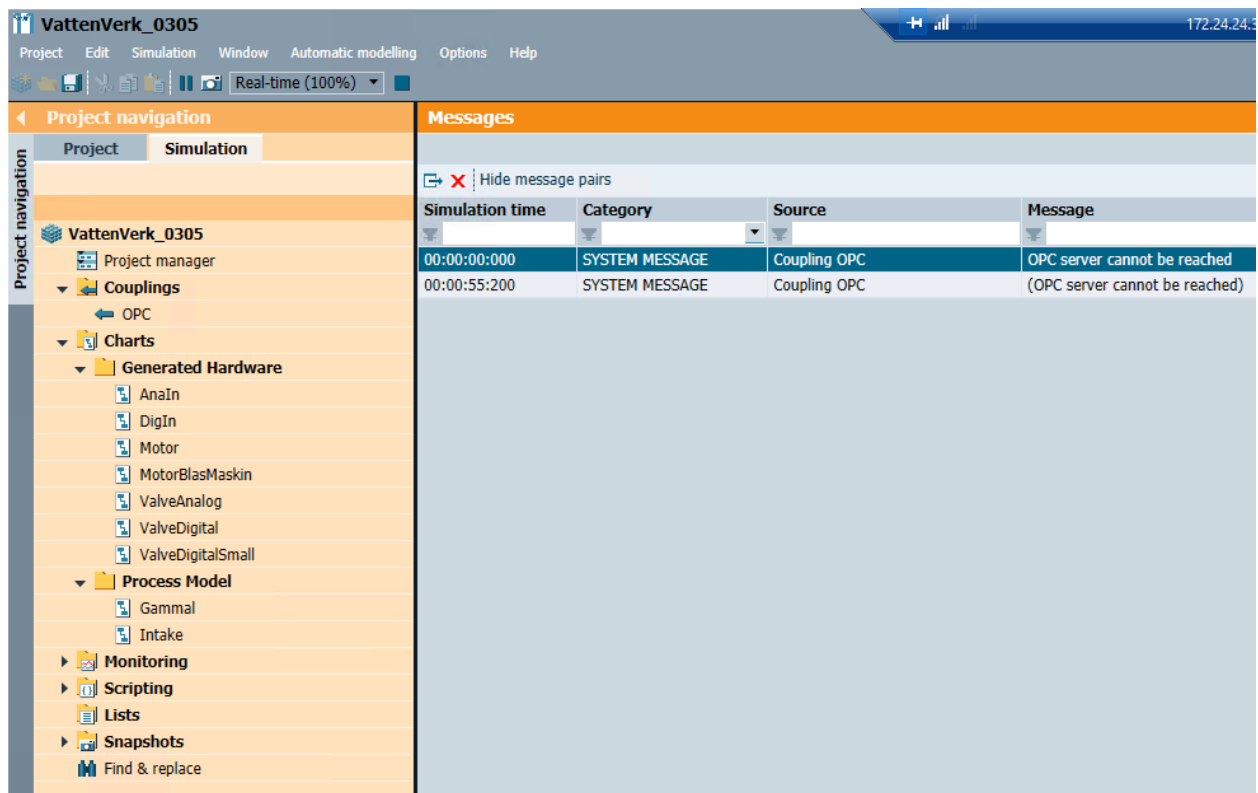 VattenVerk_0305
172.24.24.3
Project Edit Simulation Window Automatic modelling Options Help
Real-time (100%)
Project navigation
Messages
Project navigation
Project Simulation
Hide message pairs
Simulation time Category Source Message
00:00:00:000 SYSTEM MESSAGE Coupling OPC OPC server cannot be reached
00:00:55:200 SYSTEM MESSAGE Coupling OPC (OPC server cannot be reached)
VattenVerk_0305
Project manager
Couplings
OPC
Charts
Generated Hardware
AnaIn
DigIn
Motor
MotorBlasMaskin
ValveAnalog
ValveDigital
ValveDigitalSmall
Process Model
Gammal
Intake
Monitoring
Scripting
Lists
Snapshots
Find & replace